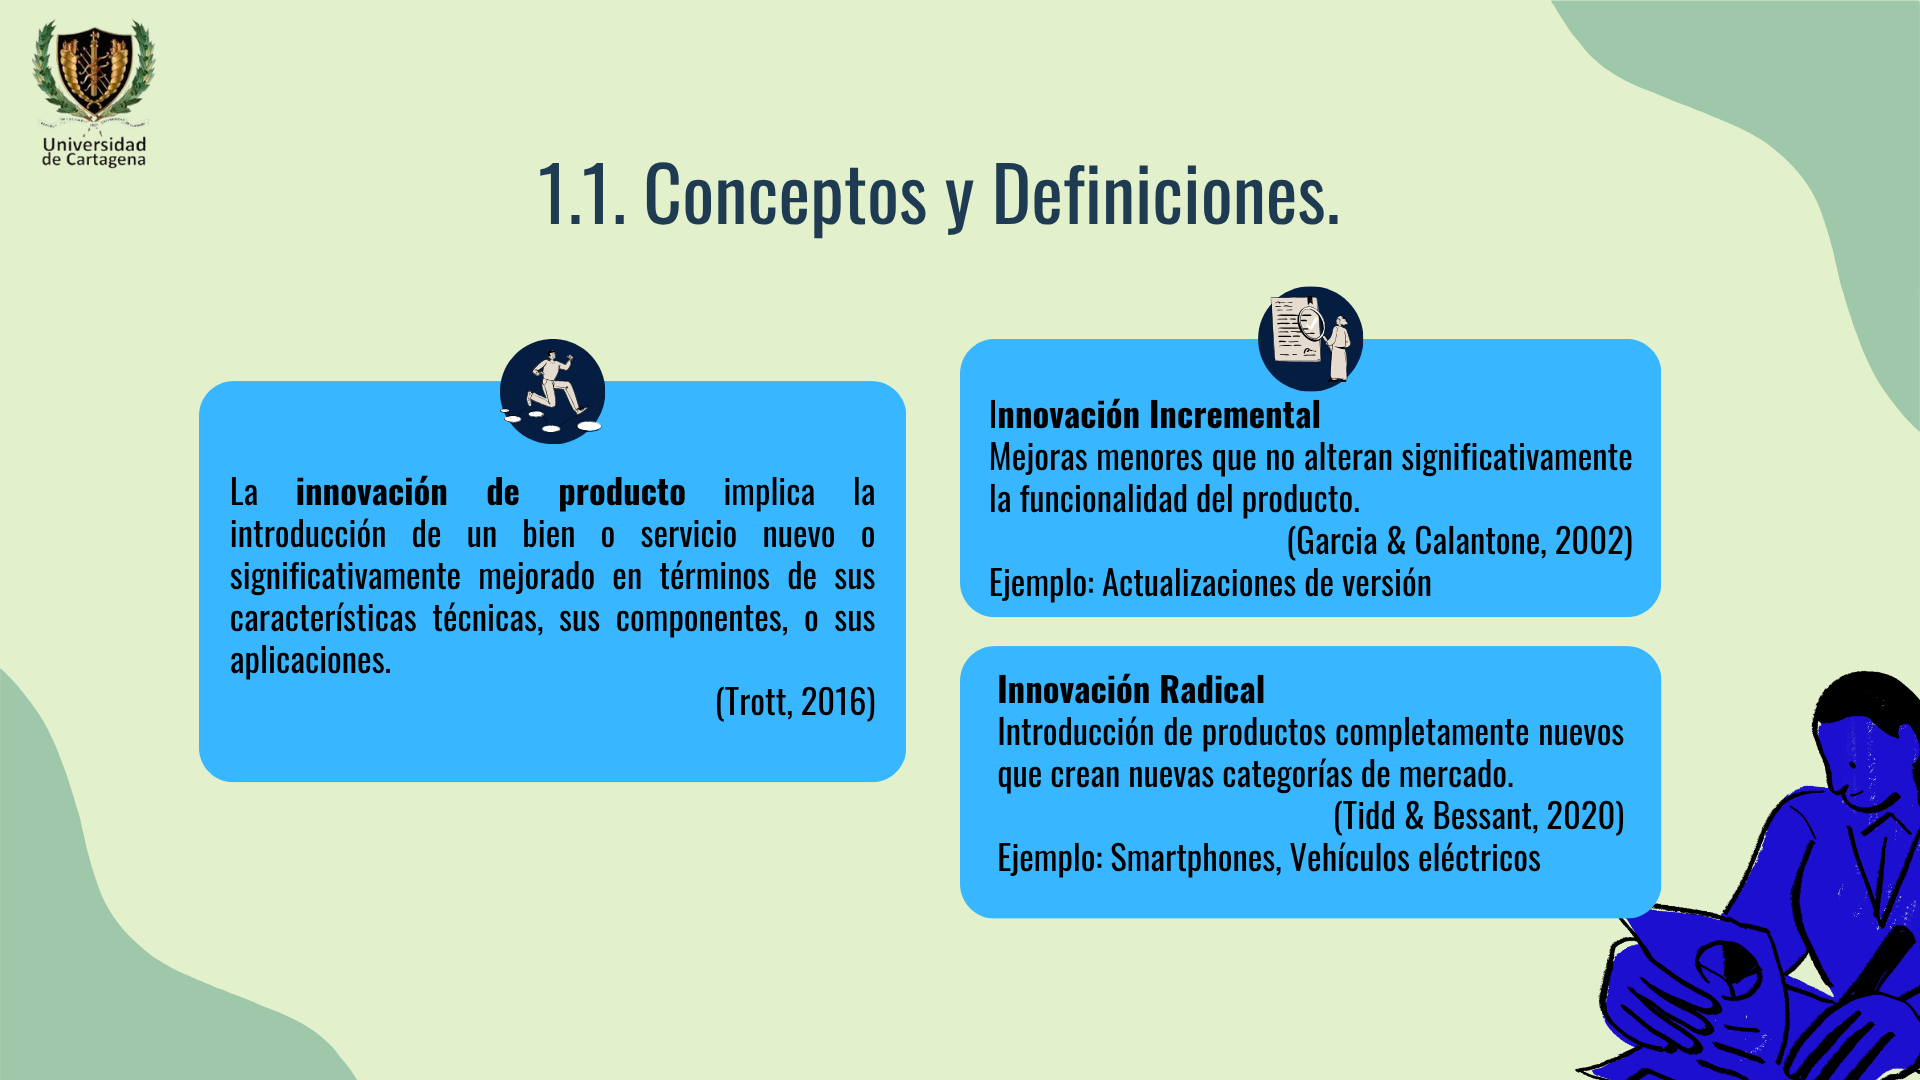 Universidad
de Cartagena
1.1. Conceptos y Definiciones.
La innovación de producto implica la
introducción de un bien o servicio nuevo o
significativamente mejorado en términos de sus
características técnicas, sus componentes, o sus
aplicaciones.
(Trott, 2016)
Innovación Incremental
Mejoras menores que no alteran significativamente
la funcionalidad del producto.
(Garcia & Calantone, 2002)
Ejemplo: Actualizaciones de versión
Innovación Radical
Introducción de productos completamente nuevos
que crean nuevas categorías de mercado.
(Tidd & Bessant, 2020)
Ejemplo: Smartphones, Vehículos eléctricos